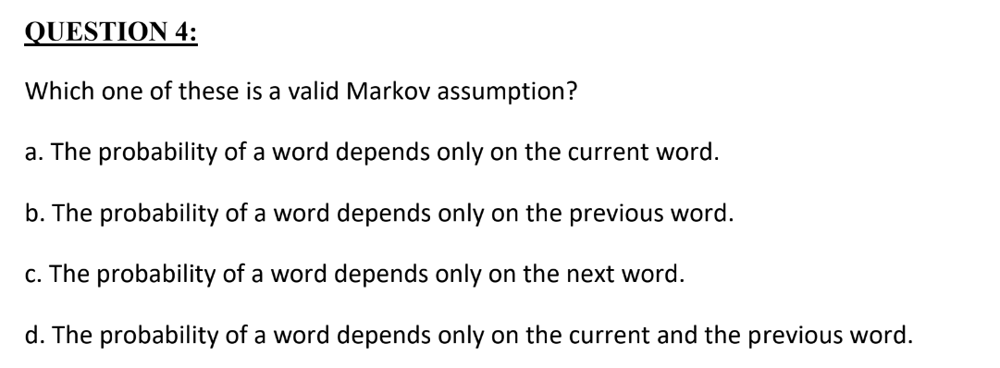 QUESTION 4:
Which one of these is a valid Markov assumption?
a. The probability of a word depends only on the current word.
b. The probability of a word depends only on the previous word.
c. The probability of a word depends only on the next word.
d. The probability of a word depends only on the current and the previous word.